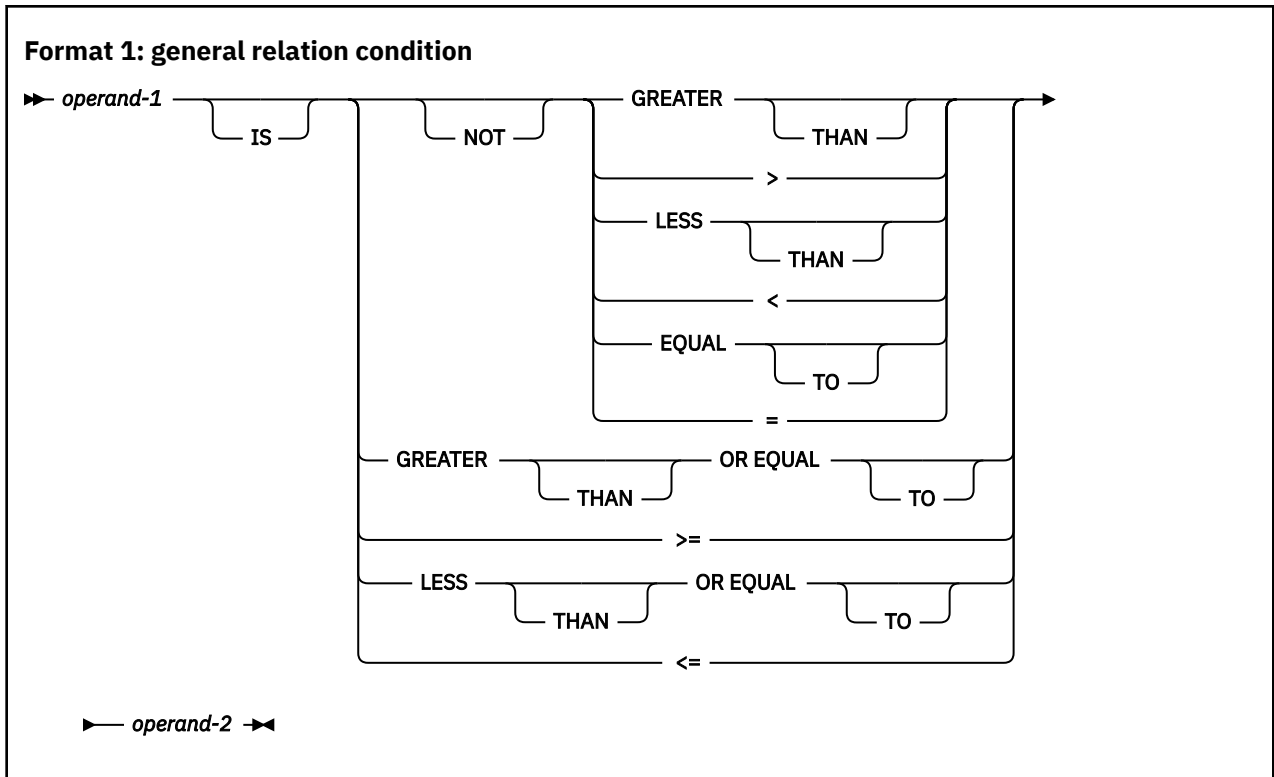 Format 1: general relation condition
operand-1 GREATER
IS NOT THAN
>
LESS
THAN
<
EQUAL
TO
=
GREATER OR EQUAL
THAN TO
>=
LESS OR EQUAL
THAN TO
<=
operand-2